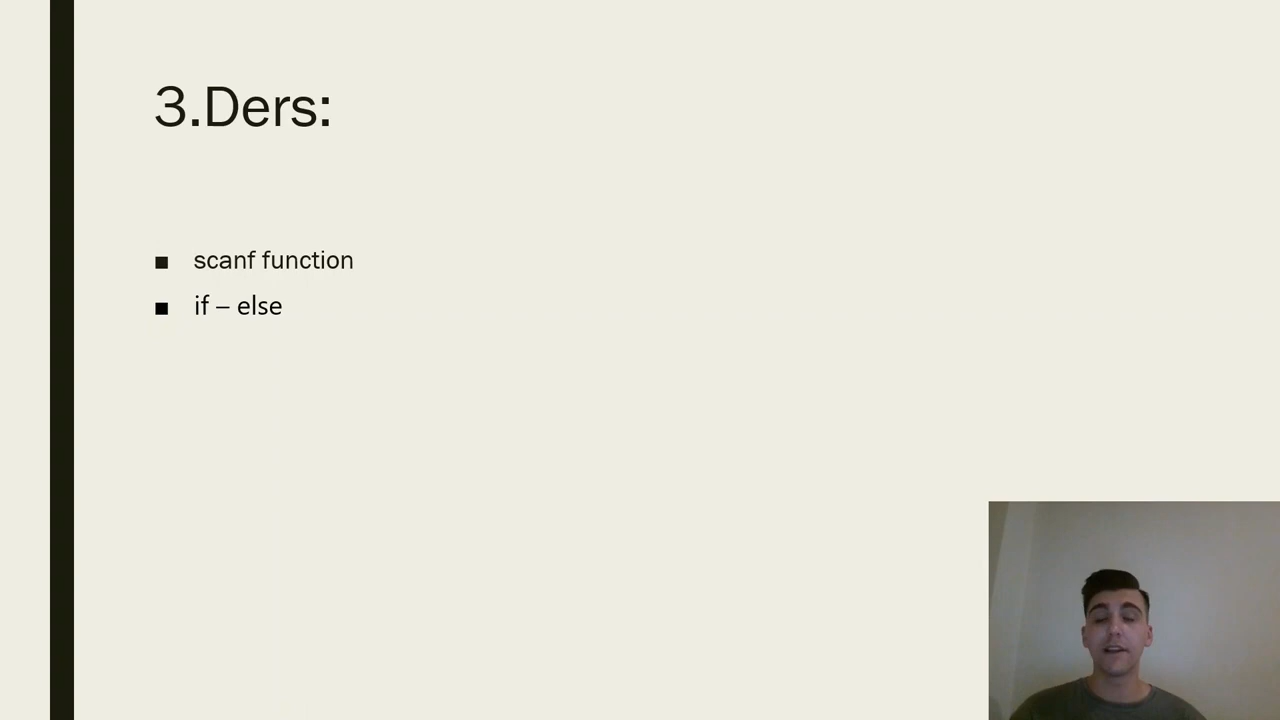 3.Ders:
scanf function
if – else